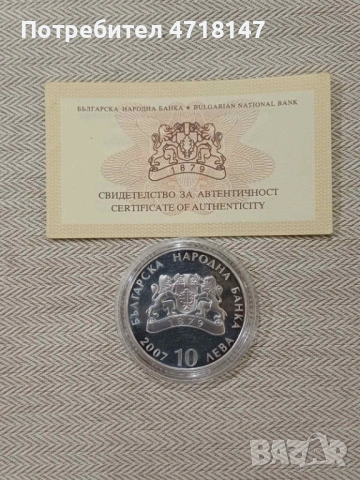 Потребител 4718147
БЪЛГАРСКА НАРОДНА БАНКА ● BULGARIAN NATIONAL BANK
1879
СВИДЕТЕЛСТВО ЗА АВТЕНТИЧНОСТ
CERTIFICATE OF AUTHENTICITY
БЪЛГАРСКА НАРОДНА БАНКА
1879
2007 10 ЛЕВА
bazar